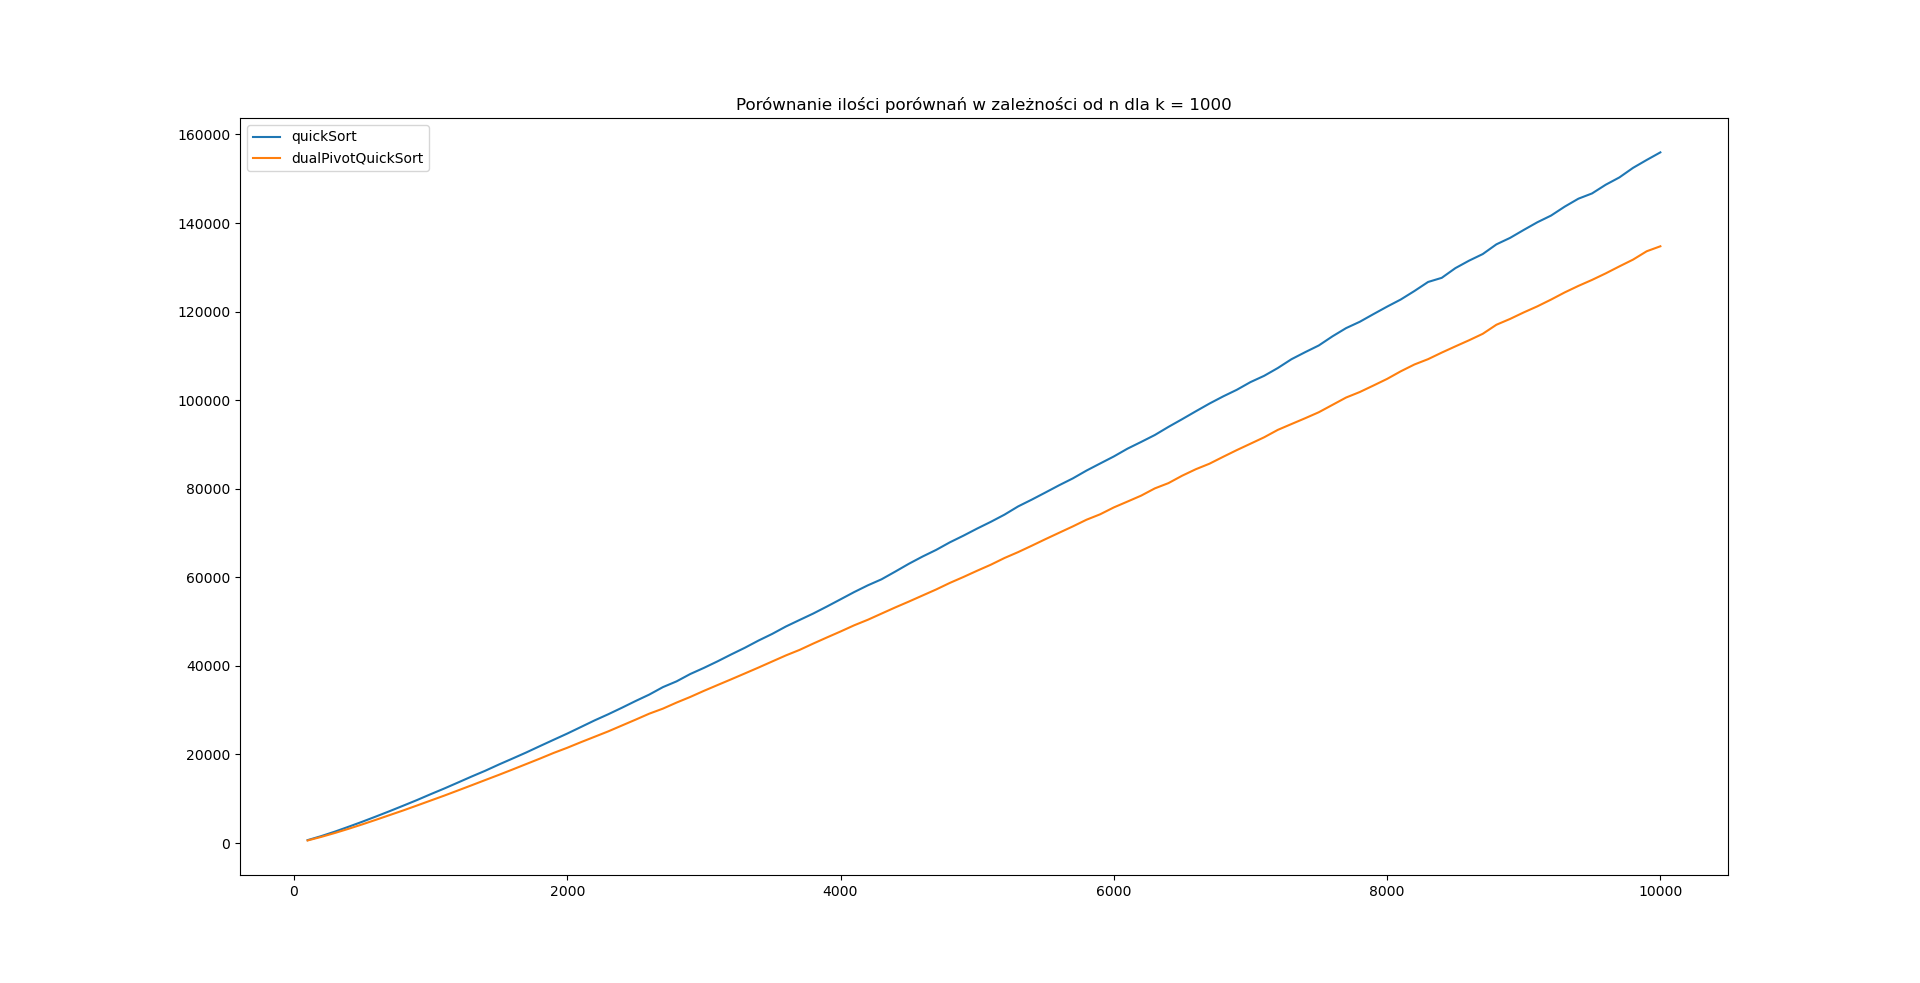 Porównanie ilości porównań w zależności od n dla k = 1000
quickSort
dualPivotQuickSort
160000
140000
120000
100000
80000
60000
40000
20000
0
0 2000 4000 6000 8000 10000